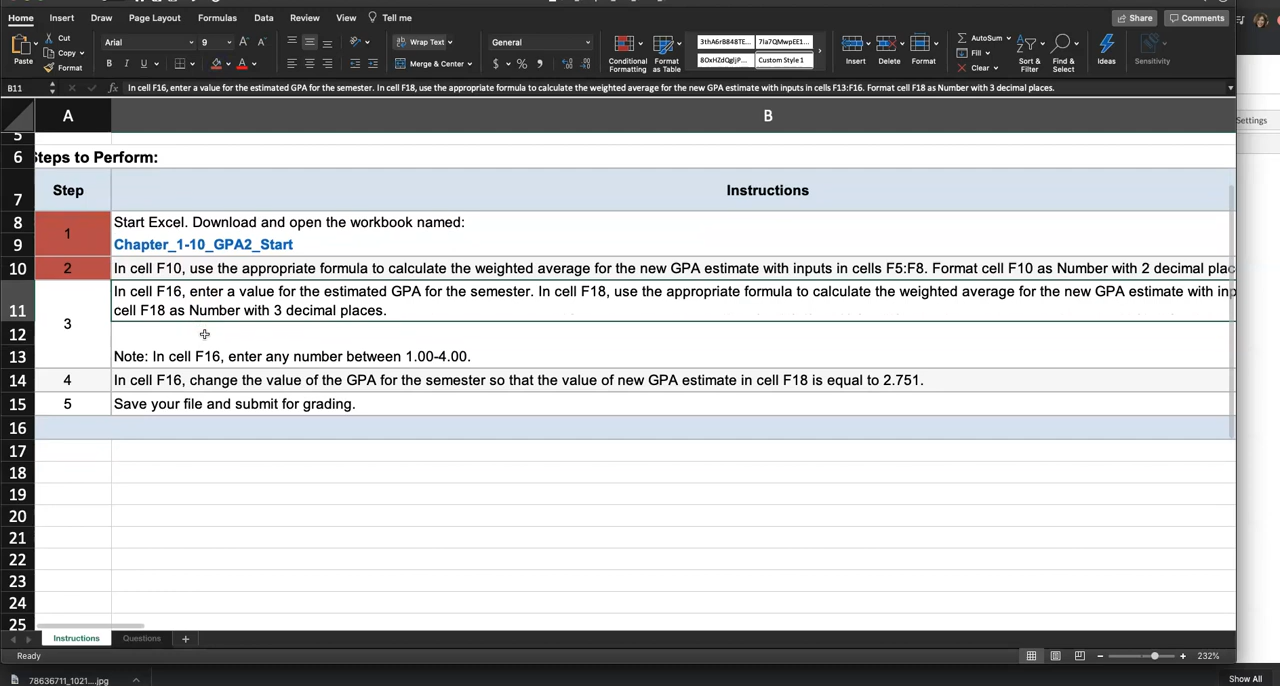 Home Insert Draw Page Layout Formulas Data Review View Tell me Share Comments
Paste Cut Copy Format
Arial 9
Wrap Text
Merge & Center
General
Conditional Formatting
Format as Table
3thA6rB848TE... 7Ia7QMwpEE1...
8OxHZdQgljP... Custom Style 1
Insert Delete Format
AutoSum
Fill
Clear
Sort & Filter
Find & Select
Ideas
Sensitivity
B11 fx In cell F16, enter a value for the estimated GPA for the semester. In cell F18, use the appropriate formula to calculate the weighted average for the new GPA estimate with inputs in cells F13:F16. Format cell F18 as Number with 3 decimal places.
A B
Settings
5
6 Steps to Perform:
7 Step Instructions
8 Start Excel. Download and open the workbook named:
1
9 Chapter_1-10_GPA2_Start
10 2 In cell F10, use the appropriate formula to calculate the weighted average for the new GPA estimate with inputs in cells F5:F8. Format cell F10 as Number with 2 decimal plac
In cell F16, enter a value for the estimated GPA for the semester. In cell F18, use the appropriate formula to calculate the weighted average for the new GPA estimate with inp
11 cell F18 as Number with 3 decimal places.
3
12
13 Note: In cell F16, enter any number between 1.00-4.00.
14 4 In cell F16, change the value of the GPA for the semester so that the value of new GPA estimate in cell F18 is equal to 2.751.
15 5 Save your file and submit for grading.
16
17
18
19
20
21
22
23
24
25
Instructions Questions +
Ready 232%
78636711_1021....jpg Show All